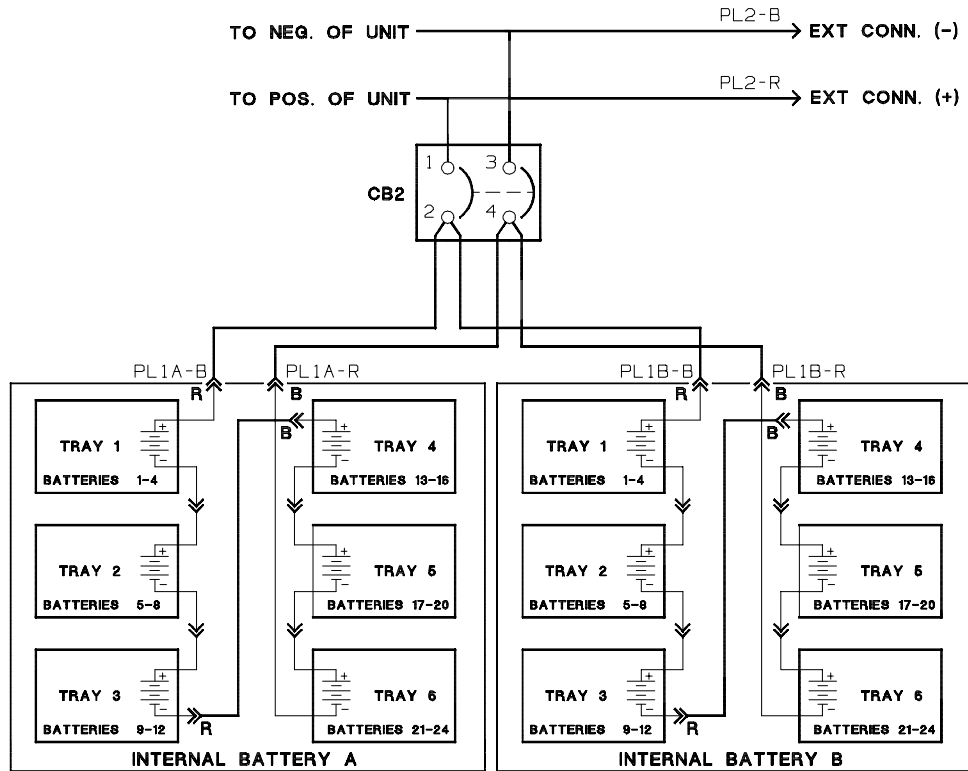 PL2-B
TO NEG. OF UNIT EXT CONN. (-)
PL2-R
TO POS. OF UNIT EXT CONN. (+)
1 3
CB2
2 4
PL1A-B PL1A-R PL1B-B PL1B-R
R B R B
+ + + +
B B
TRAY 1 TRAY 4 TRAY 1 TRAY 4
- - - -
BATTERIES 1-4 BATTERIES 13-16 BATTERIES 1-4 BATTERIES 13-16
+ + + +
TRAY 2 TRAY 5 TRAY 2 TRAY 5
- - - -
BATTERIES 5-8 BATTERIES 17-20 BATTERIES 5-8 BATTERIES 17-20
+ + + +
TRAY 3 TRAY 6 TRAY 3 TRAY 6
- - - -
BATTERIES 9-12 R BATTERIES 21-24 BATTERIES 9-12 R BATTERIES 21-24
INTERNAL BATTERY A INTERNAL BATTERY B